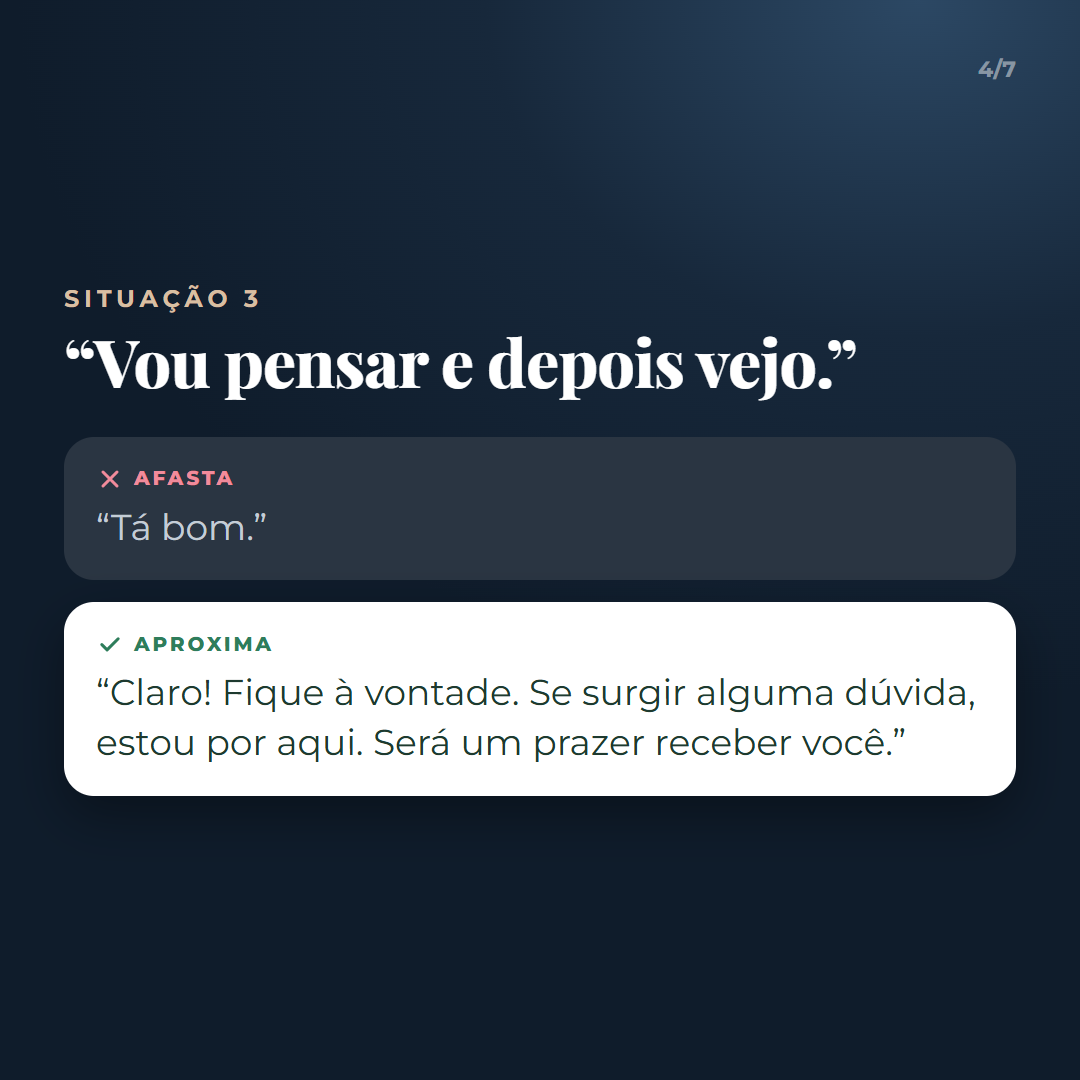 4/7
SITUAÇÃO 3
“Vou pensar e depois vejo.”
AFASTA
“Tá bom.”
APROXIMA
“Claro! Fique à vontade. Se surgir alguma dúvida,
estou por aqui. Será um prazer receber você.”